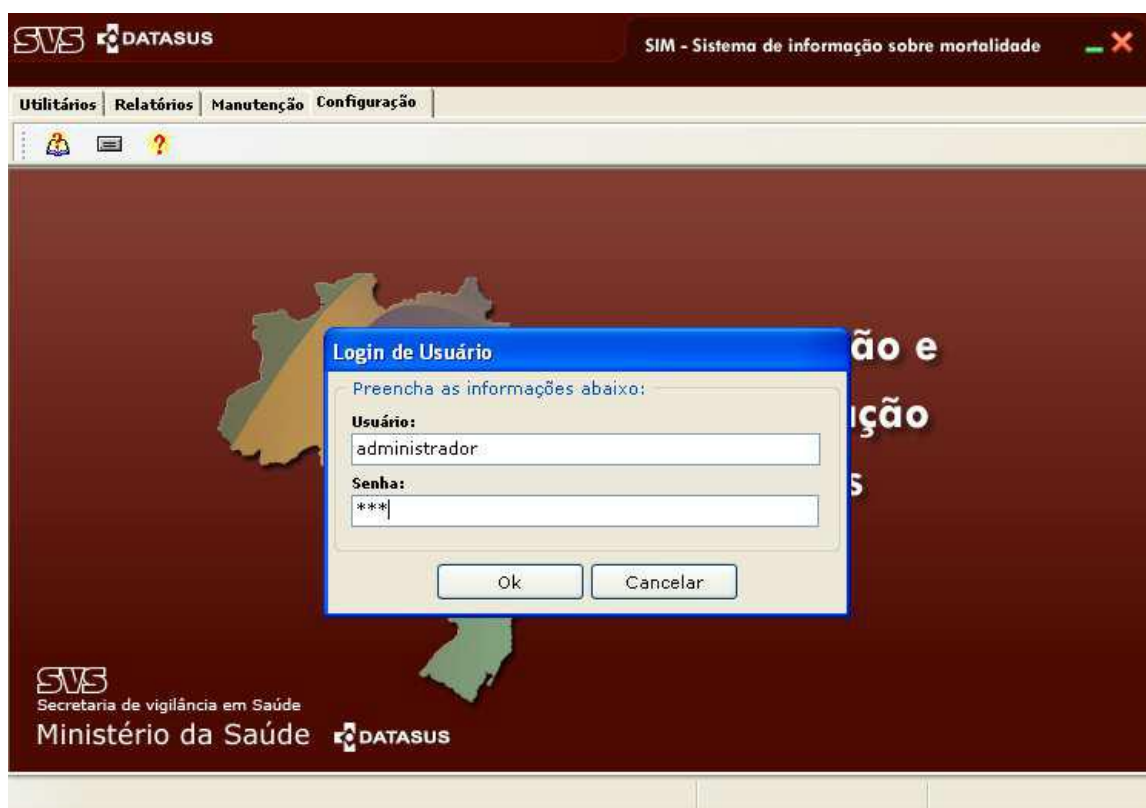 SVS DATASUS
SIM - Sistema de informação sobre mortalidade
Utilitários Relatórios Manutenção Configuração
?
Login de Usuário
Preencha as informações abaixo:
Usuário:
administrador
Senha:
***
Ok Cancelar
ão e
ção
s
SVS
Secretaria de vigilância em Saúde
Ministério da Saúde DATASUS